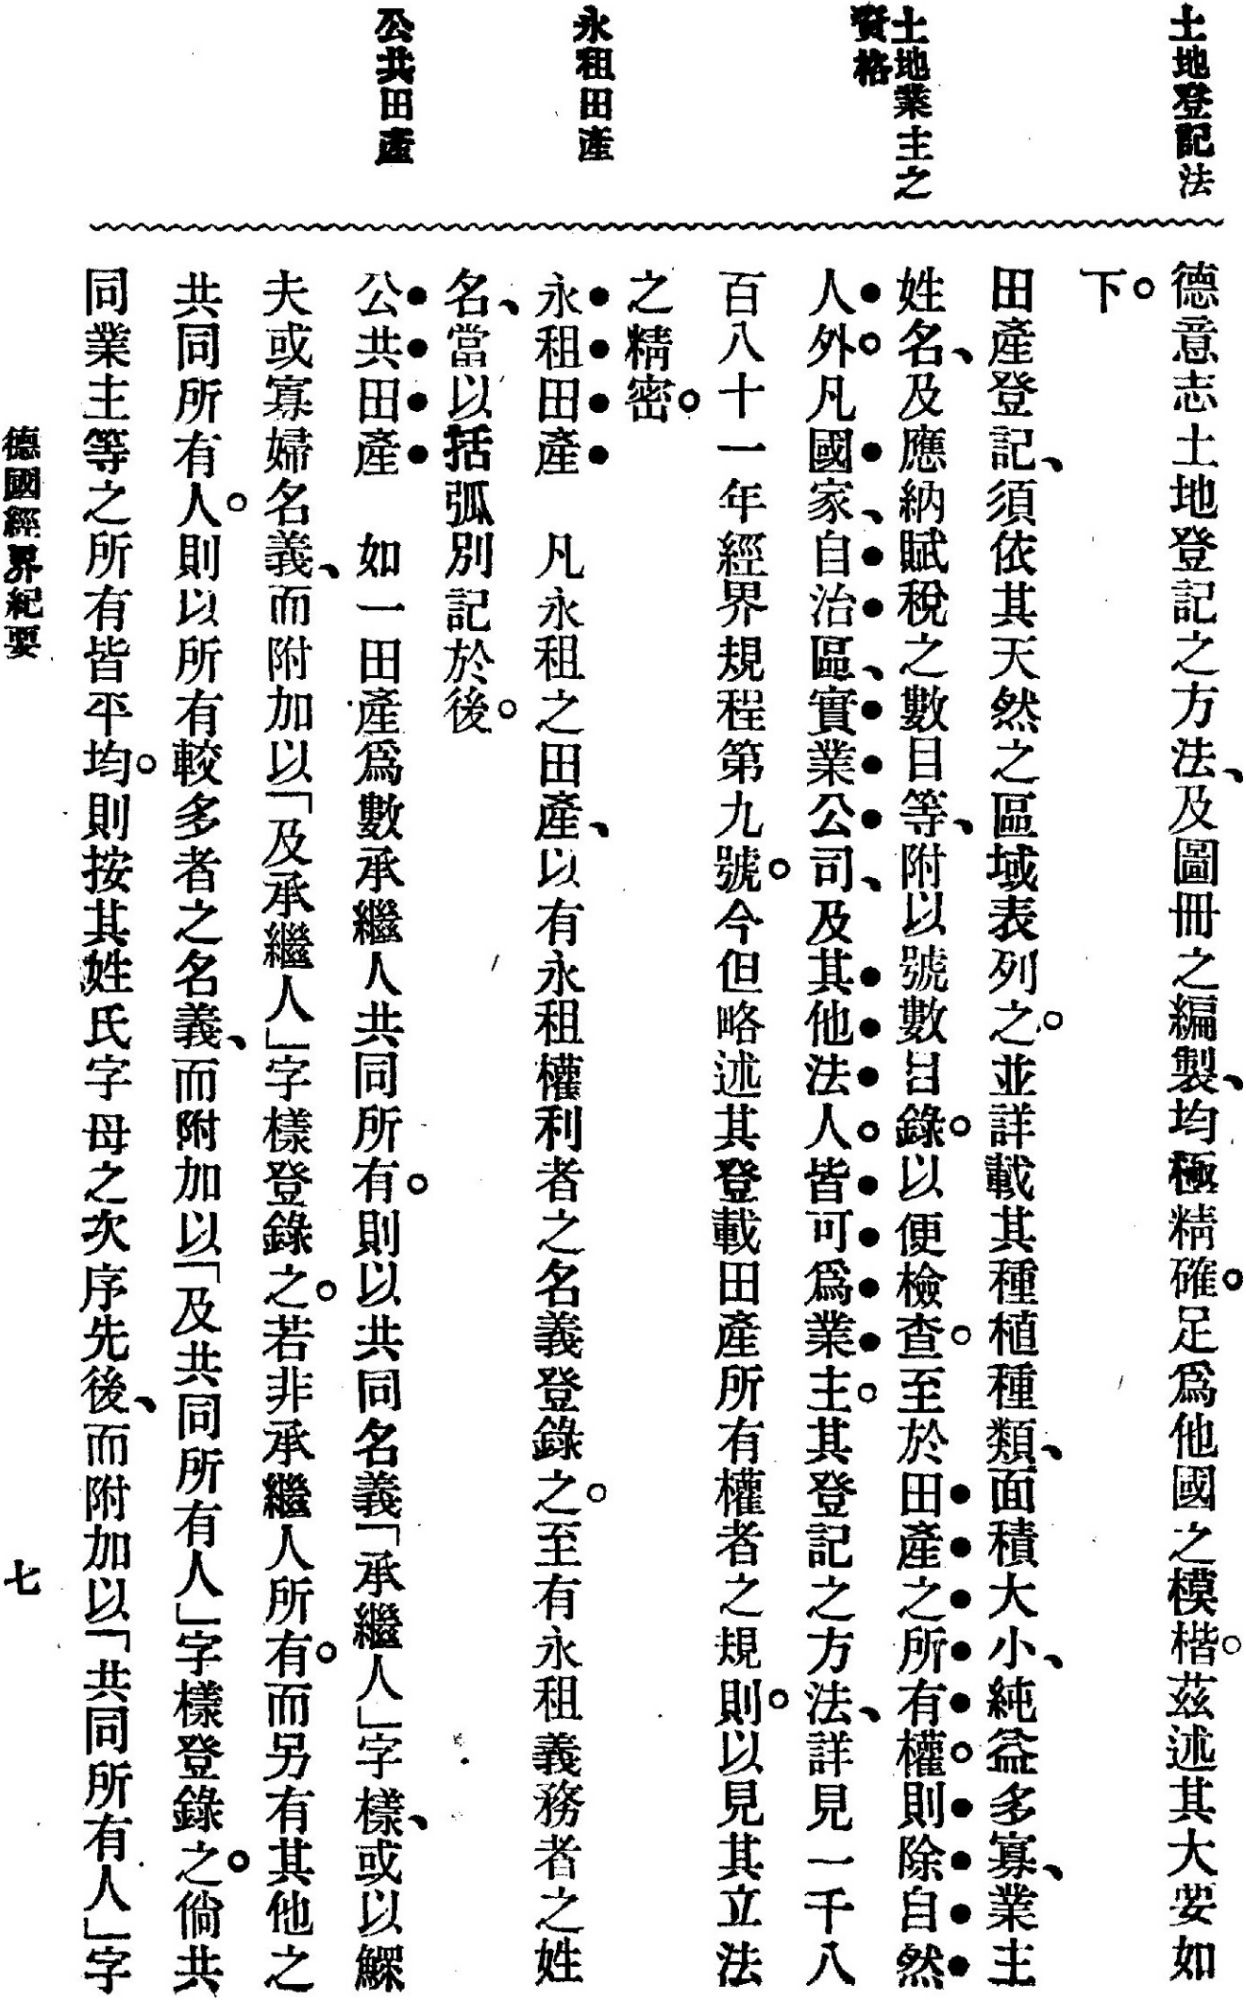 土地登記法
德意志土地登記之方法、及圖冊之編製、均極精確。足爲他國之模楷。茲述其大要如
下。
田產登記、須依其天然之區域表列之。並詳載其種植種類、面積大小、純益多寡、業主
土地業主之
資格
姓名、及應納賦稅之數目等、附以號數目錄。以便檢查。至於田產之所有權。則除自然
人外。凡國家、自治區、實業公司、及其他法人。皆可爲業主。其登記之方法、詳見一千八
百八十一年經界規程第九號。今但略述其登載田產所有權者之規則。以見其立法
之精密。
永租田產
永租田產　凡永租之田產、以有永租權利者之名義登錄之。至有永租義務者之姓
名、當以括弧別記於後。
公共田產
公共田產　如一田產爲數承繼人共同所有。則以共同名義「承繼人」字樣、或以鰥
夫或寡婦名義、而附加以「及承繼人」字樣登錄之。若非承繼人所有。而另有其他之
共同所有人。則以所有較多者之名義、而附加以「及共同所有人」字樣登錄之。倘共
同業主等之所有皆平均。則按其姓氏字母之次序先後、而附加以「共同所有人」字
德國經界紀要
七